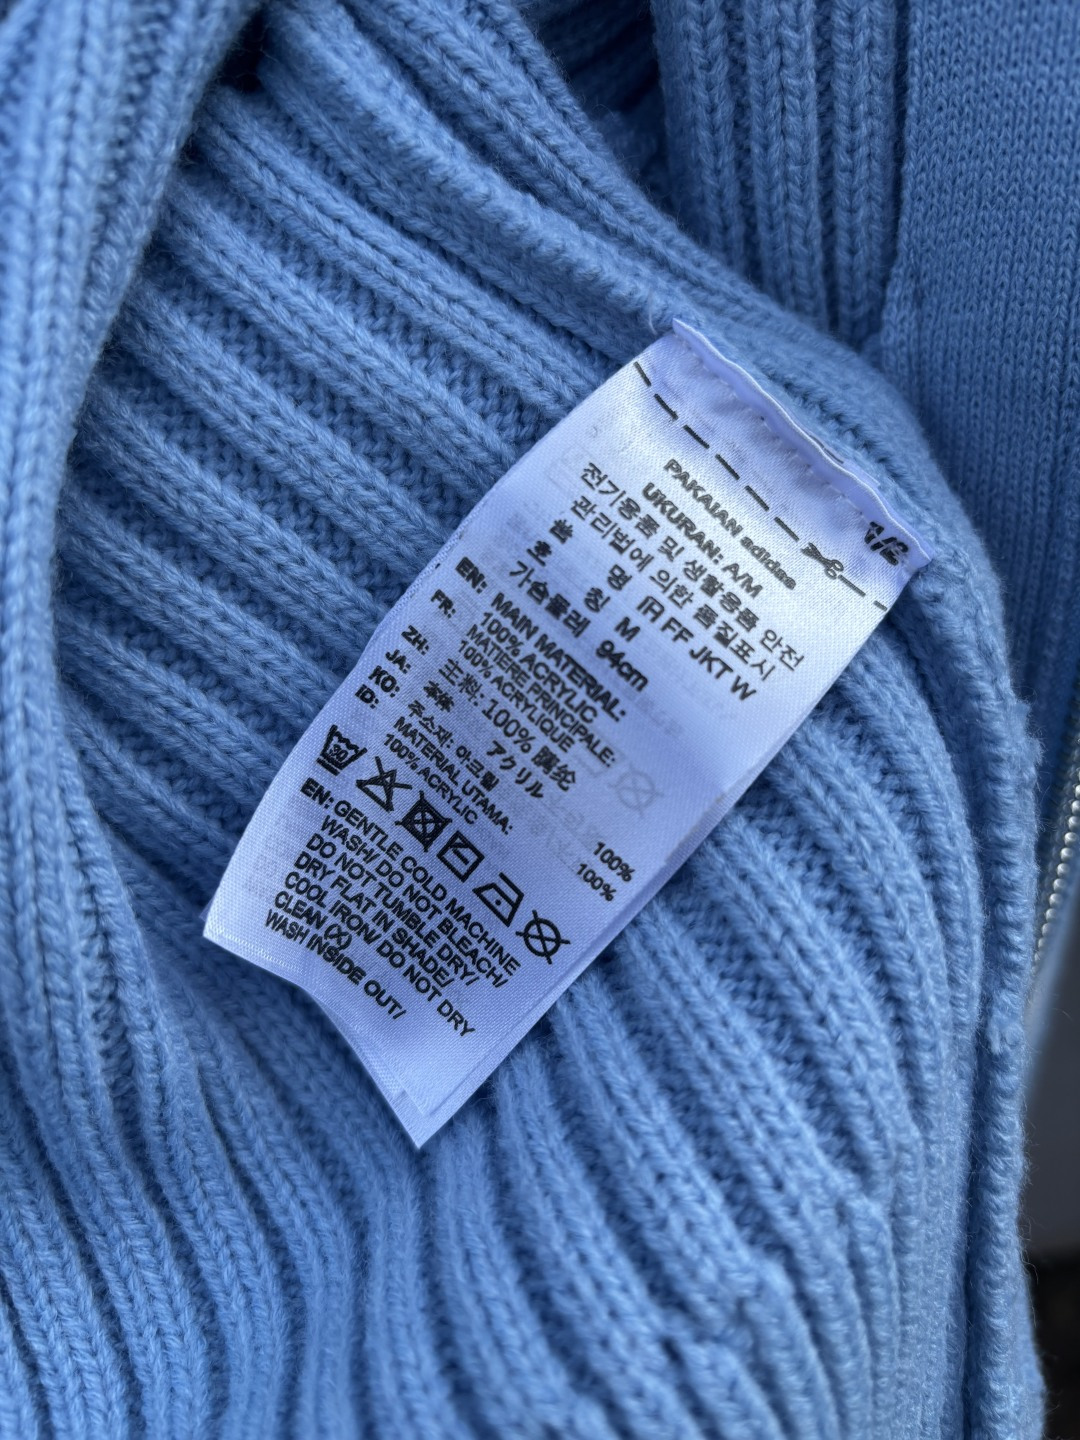 PAKAIAN adidas
UKURAN: A/M
전기용품 및 생활용품 안전
관리법에 의한 품질표시
품 명 IR FF JKT W
호 칭 M
가슴둘레 94cm
EN: MAIN MATERIAL:
100% ACRYLIC
FR: MATIERE PRINCIPALE:
100% ACRYLIQUE
ZH: 主料: 100% 腈纶
JA: 本体 アクリル 100%
KO: 주소재: 아크릴 100%
ID: MATERIAL UTAMA:
100% ACRYLIC
30
EN: GENTLE COLD MACHINE
WASH/ DO NOT BLEACH/
DO NOT TUMBLE DRY/
DRY FLAT IN SHADE/
COOL IRON/ DO NOT DRY
CLEAN
WASH INSIDE OUT/